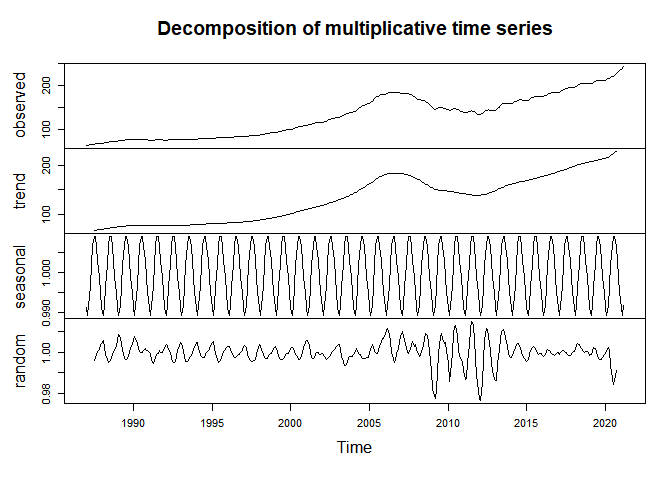 Decomposition of multiplicative time series
observed
100
200
trend
100
200
seasonal
0.990
1.000
random
0.98
1.00
1990 1995 2000 2005 2010 2015 2020
Time